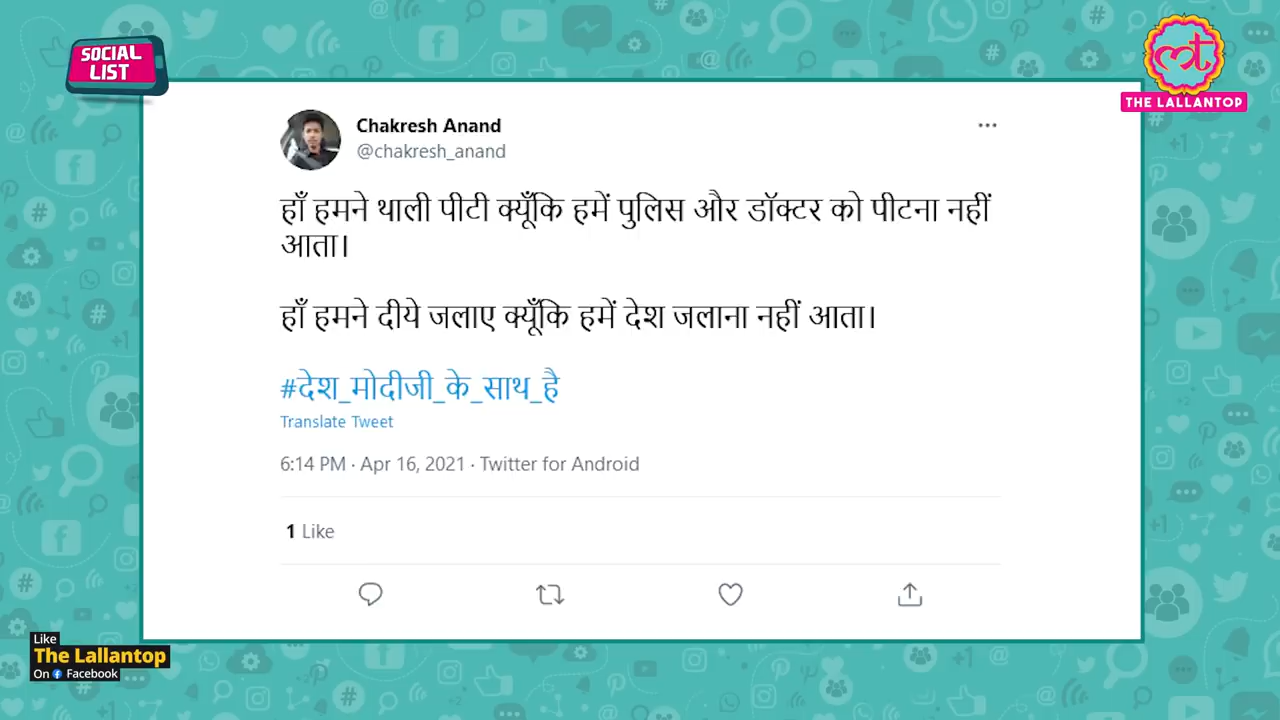 SOCIAL
LIST
मत
THE LALLANTOP
Chakresh Anand
@chakresh_anand
हाँ हमने थाली पीटी क्यूँकि हमें पुलिस और डॉक्टर को पीटना नहीं
आता।
हाँ हमने दीये जलाए क्यूँकि हमें देश जलाना नहीं आता।
#देश_मोदीजी_के_साथ_है
Translate Tweet
6:14 PM · Apr 16, 2021 · Twitter for Android
1 Like
Like
The Lallantop
On Facebook